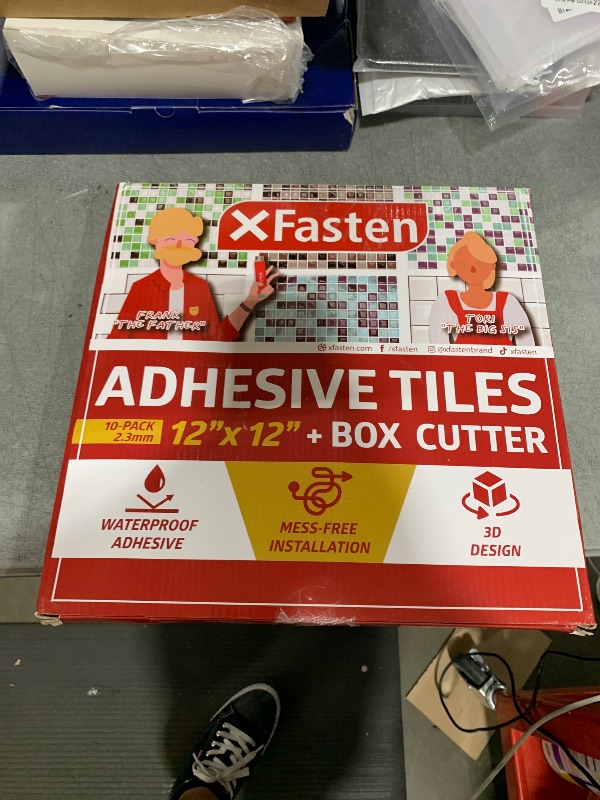 XFasten
FRANK
"THE FATHER"
TORI
"THE BIG SIS"
xfasten.com /xfasten @xfastenbrand xfasten
ADHESIVE TILES
10-PACK
2.3mm
12"x 12" + BOX CUTTER
WATERPROOF
ADHESIVE
MESS-FREE
INSTALLATION
3D
DESIGN